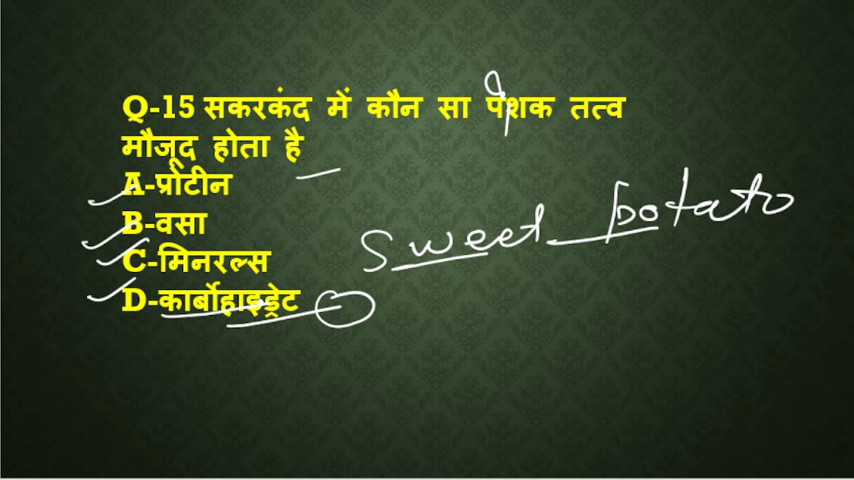 Q-15 सकरकंद में कौन सा पेशक तत्व
मौजूद होता है
A-प्रोटीन
B-वसा
C-मिनरल्स
D-कार्बोहाइड्रेट
Sweet potato